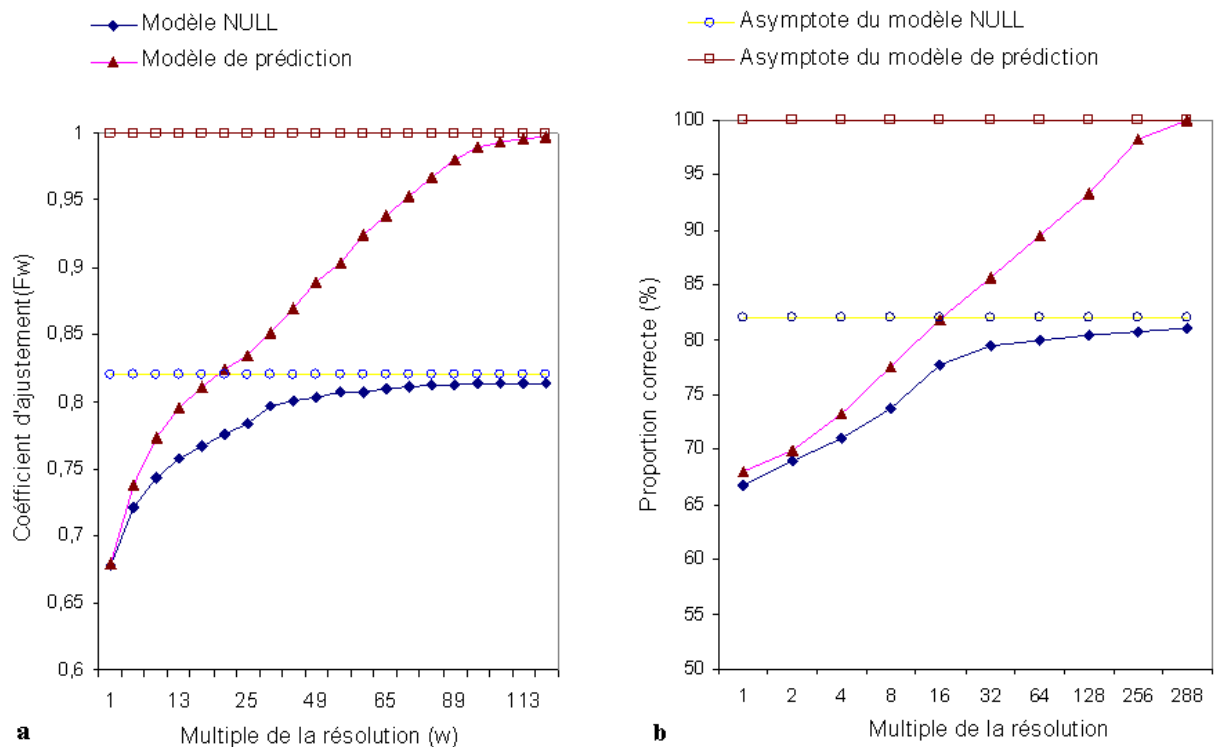 Modèle NULL
Modèle de prédiction
Asymptote du modèle NULL
Asymptote du modèle de prédiction
Coéfficient d'ajustement(Fw)
1
0,95
0,9
0,85
0,8
0,75
0,7
0,65
0,6
1 13 25 49 65 89 113
Multiple de la résolution (w)
a
Proportion correcte (%)
100
95
90
85
80
75
70
65
60
55
50
1 2 4 8 16 32 64 128 256 288
Multiple de la résolution
b